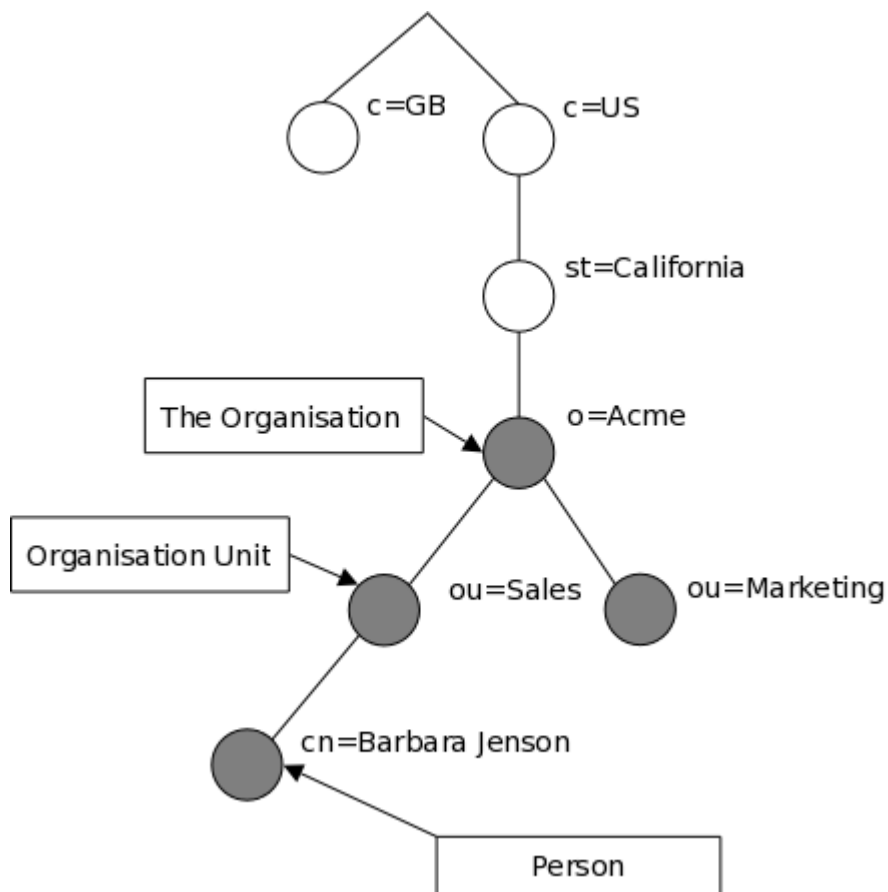 c=GB
c=US
st=California
The Organisation
o=Acme
Organisation Unit
ou=Sales
ou=Marketing
cn=Barbara Jenson
Person